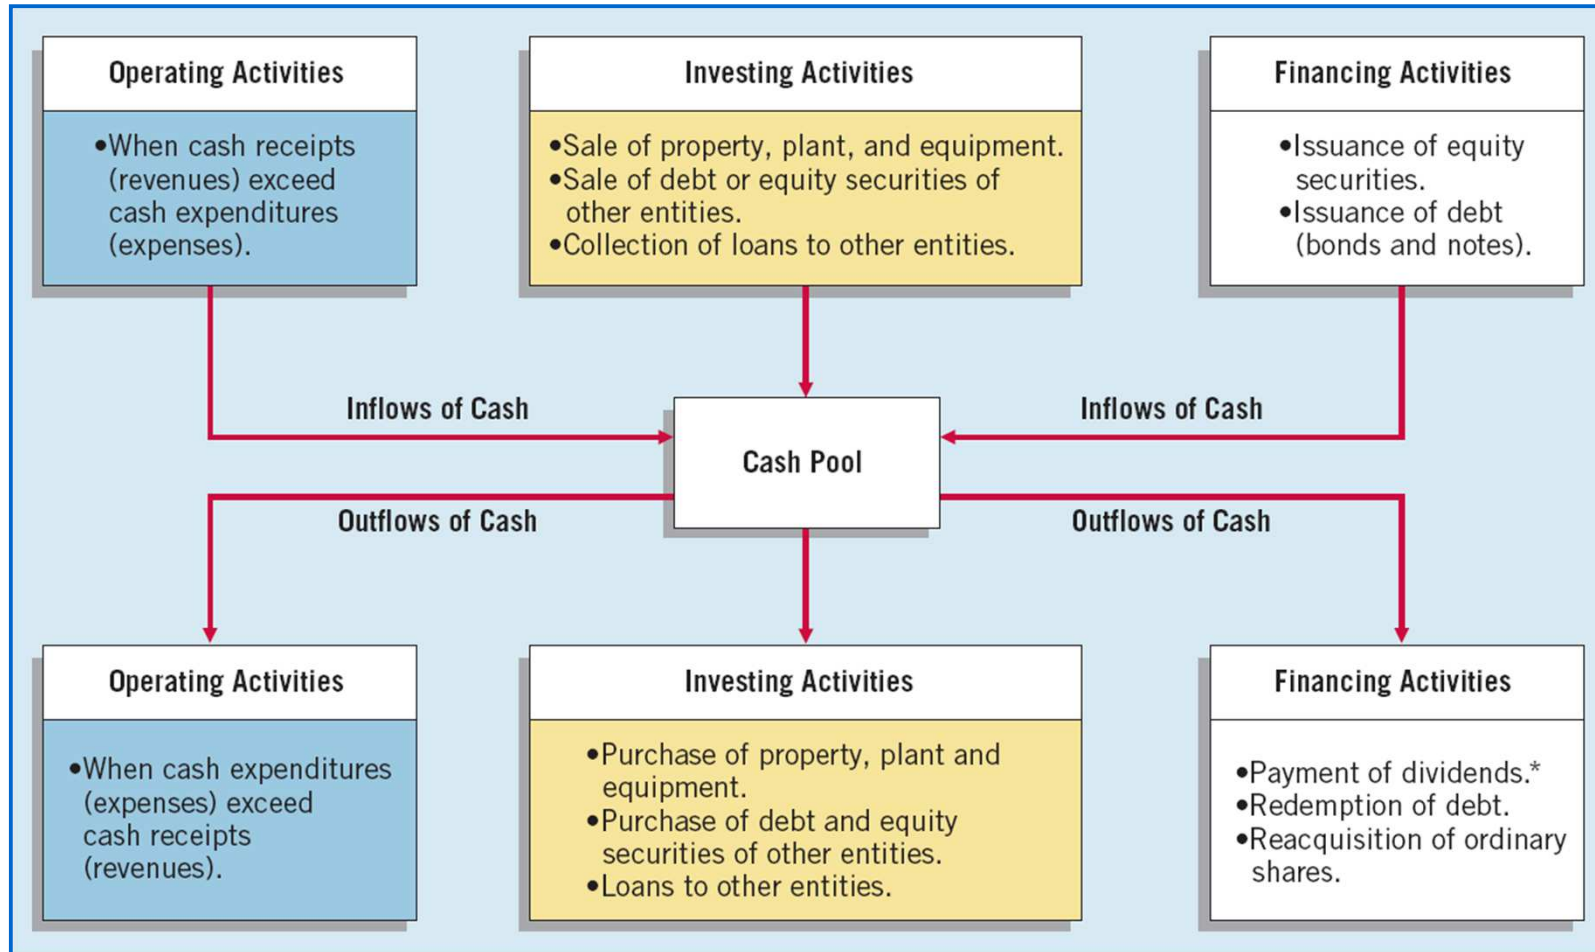 Operating Activities
•When cash receipts
(revenues) exceed
cash expenditures
(expenses).
Investing Activities
•Sale of property, plant, and equipment.
•Sale of debt or equity securities of
other entities.
•Collection of loans to other entities.
Financing Activities
•Issuance of equity
securities.
•Issuance of debt
(bonds and notes).
Inflows of Cash
Inflows of Cash
Cash Pool
Outflows of Cash
Outflows of Cash
Operating Activities
•When cash expenditures
(expenses) exceed
cash receipts
(revenues).
Investing Activities
•Purchase of property, plant and
equipment.
•Purchase of debt and equity
securities of other entities.
•Loans to other entities.
Financing Activities
•Payment of dividends.*
•Redemption of debt.
•Reacquisition of ordinary
shares.